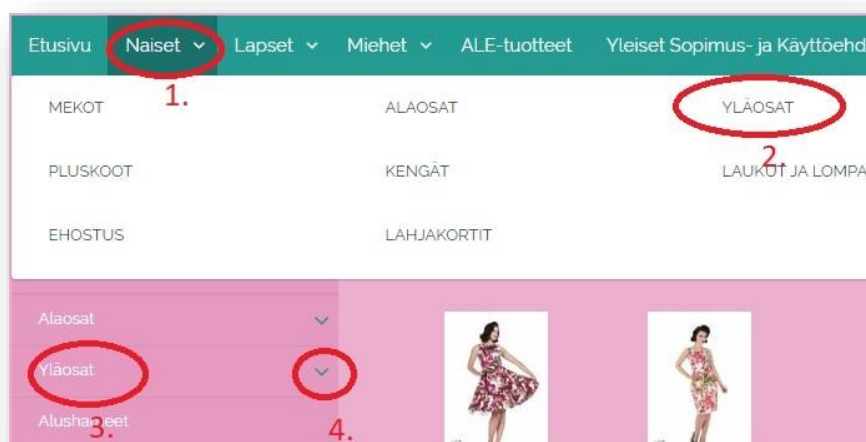 Etusivu Naiset Lapset Miehet ALE-tuotteet Yleiset Sopimus- ja Käyttöehd
1.
MEKOT ALAOSAT YLÄOSAT
2.
PLUSKOOT KENGÄT LAUKUT JA LOMPA
EHOSTUS LAHJAKORTIT
Alaosat
Yläosat
Alushameet
3. 4.